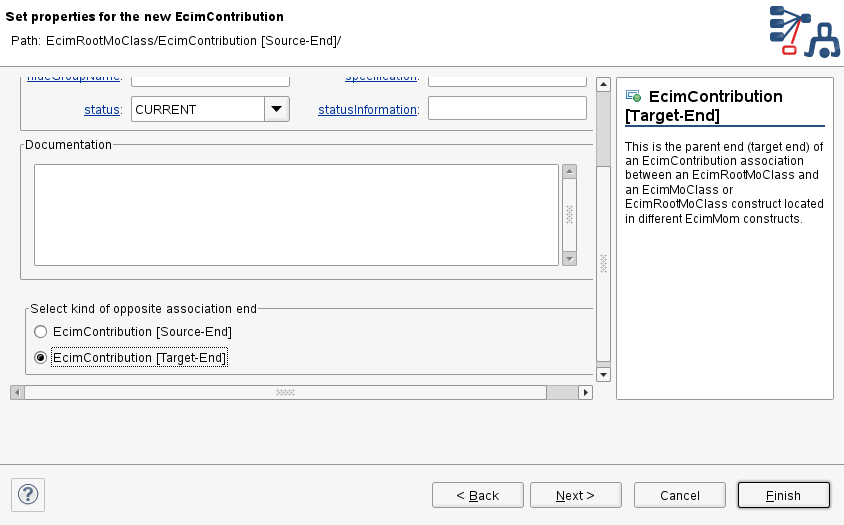 Set properties for the new EcimContribution
Path: EcimRootMoClass/EcimContribution [Source-End]/
hideGroupName: specification:
status: CURRENT statusInformation:
Documentation
Select kind of opposite association end
EcimContribution [Source-End]
EcimContribution [Target-End]
EcimContribution
[Target-End]
This is the parent end (target end) of
an EcimContribution association
between an EcimRootMoClass and
an EcimMoClass or
EcimRootMoClass construct located
in different EcimMom constructs.
?
< Back Next > Cancel Finish